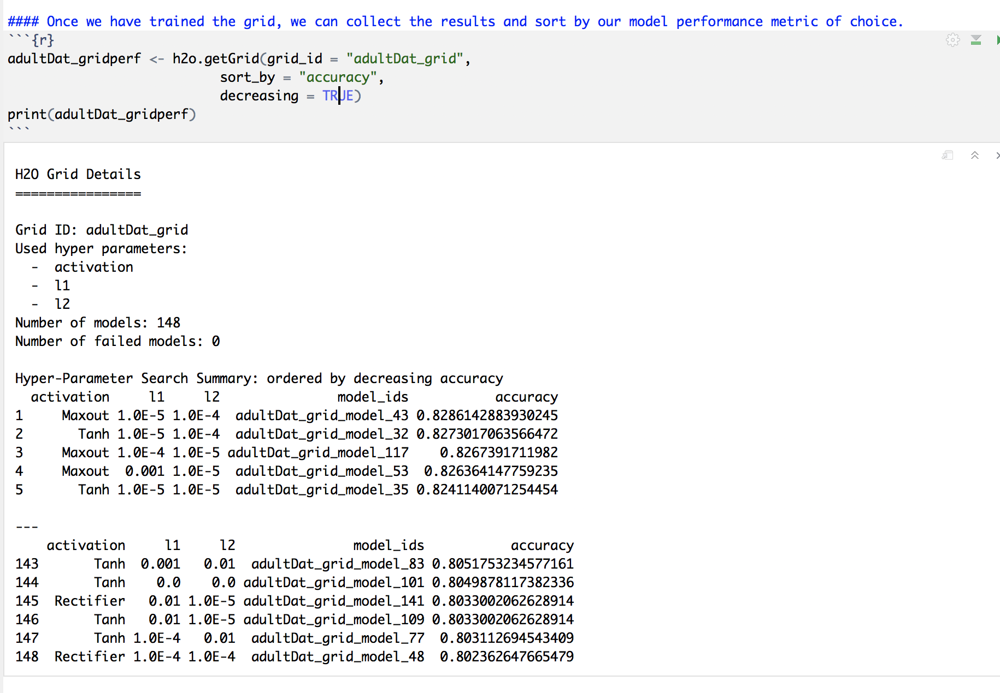 #### Once we have trained the grid, we can collect the results and sort by our model performance metric of choice.
```{r}
adultDat_gridperf <- h2o.getGrid(grid_id = "adultDat_grid",
                           sort_by = "accuracy",
                           decreasing = TRUE)
print(adultDat_gridperf)
```
H2O Grid Details
================
Grid ID: adultDat_grid
Used hyper parameters:
  -  activation
  -  l1
  -  l2
Number of models: 148
Number of failed models: 0
Hyper-Parameter Search Summary: ordered by decreasing accuracy
  activation     l1     l2               model_ids           accuracy
1     Maxout 1.0E-5 1.0E-4  adultDat_grid_model_43 0.8286142883930245
2       Tanh 1.0E-5 1.0E-4  adultDat_grid_model_32 0.8273017063566472
3     Maxout 1.0E-4 1.0E-5 adultDat_grid_model_117    0.8267391711982
4     Maxout  0.001 1.0E-5  adultDat_grid_model_53  0.826364147759235
5       Tanh 1.0E-5 1.0E-5  adultDat_grid_model_35 0.8241140071254454
---
    activation     l1     l2               model_ids           accuracy
143       Tanh  0.001   0.01  adultDat_grid_model_83 0.8051753234577161
144       Tanh    0.0    0.0 adultDat_grid_model_101 0.8049878117382336
145  Rectifier   0.01 1.0E-5 adultDat_grid_model_141 0.8033002062628914
146       Tanh   0.01 1.0E-5 adultDat_grid_model_109 0.8033002062628914
147       Tanh 1.0E-4   0.01  adultDat_grid_model_77  0.803112694543409
148  Rectifier 1.0E-4 1.0E-4  adultDat_grid_model_48  0.802362647665479